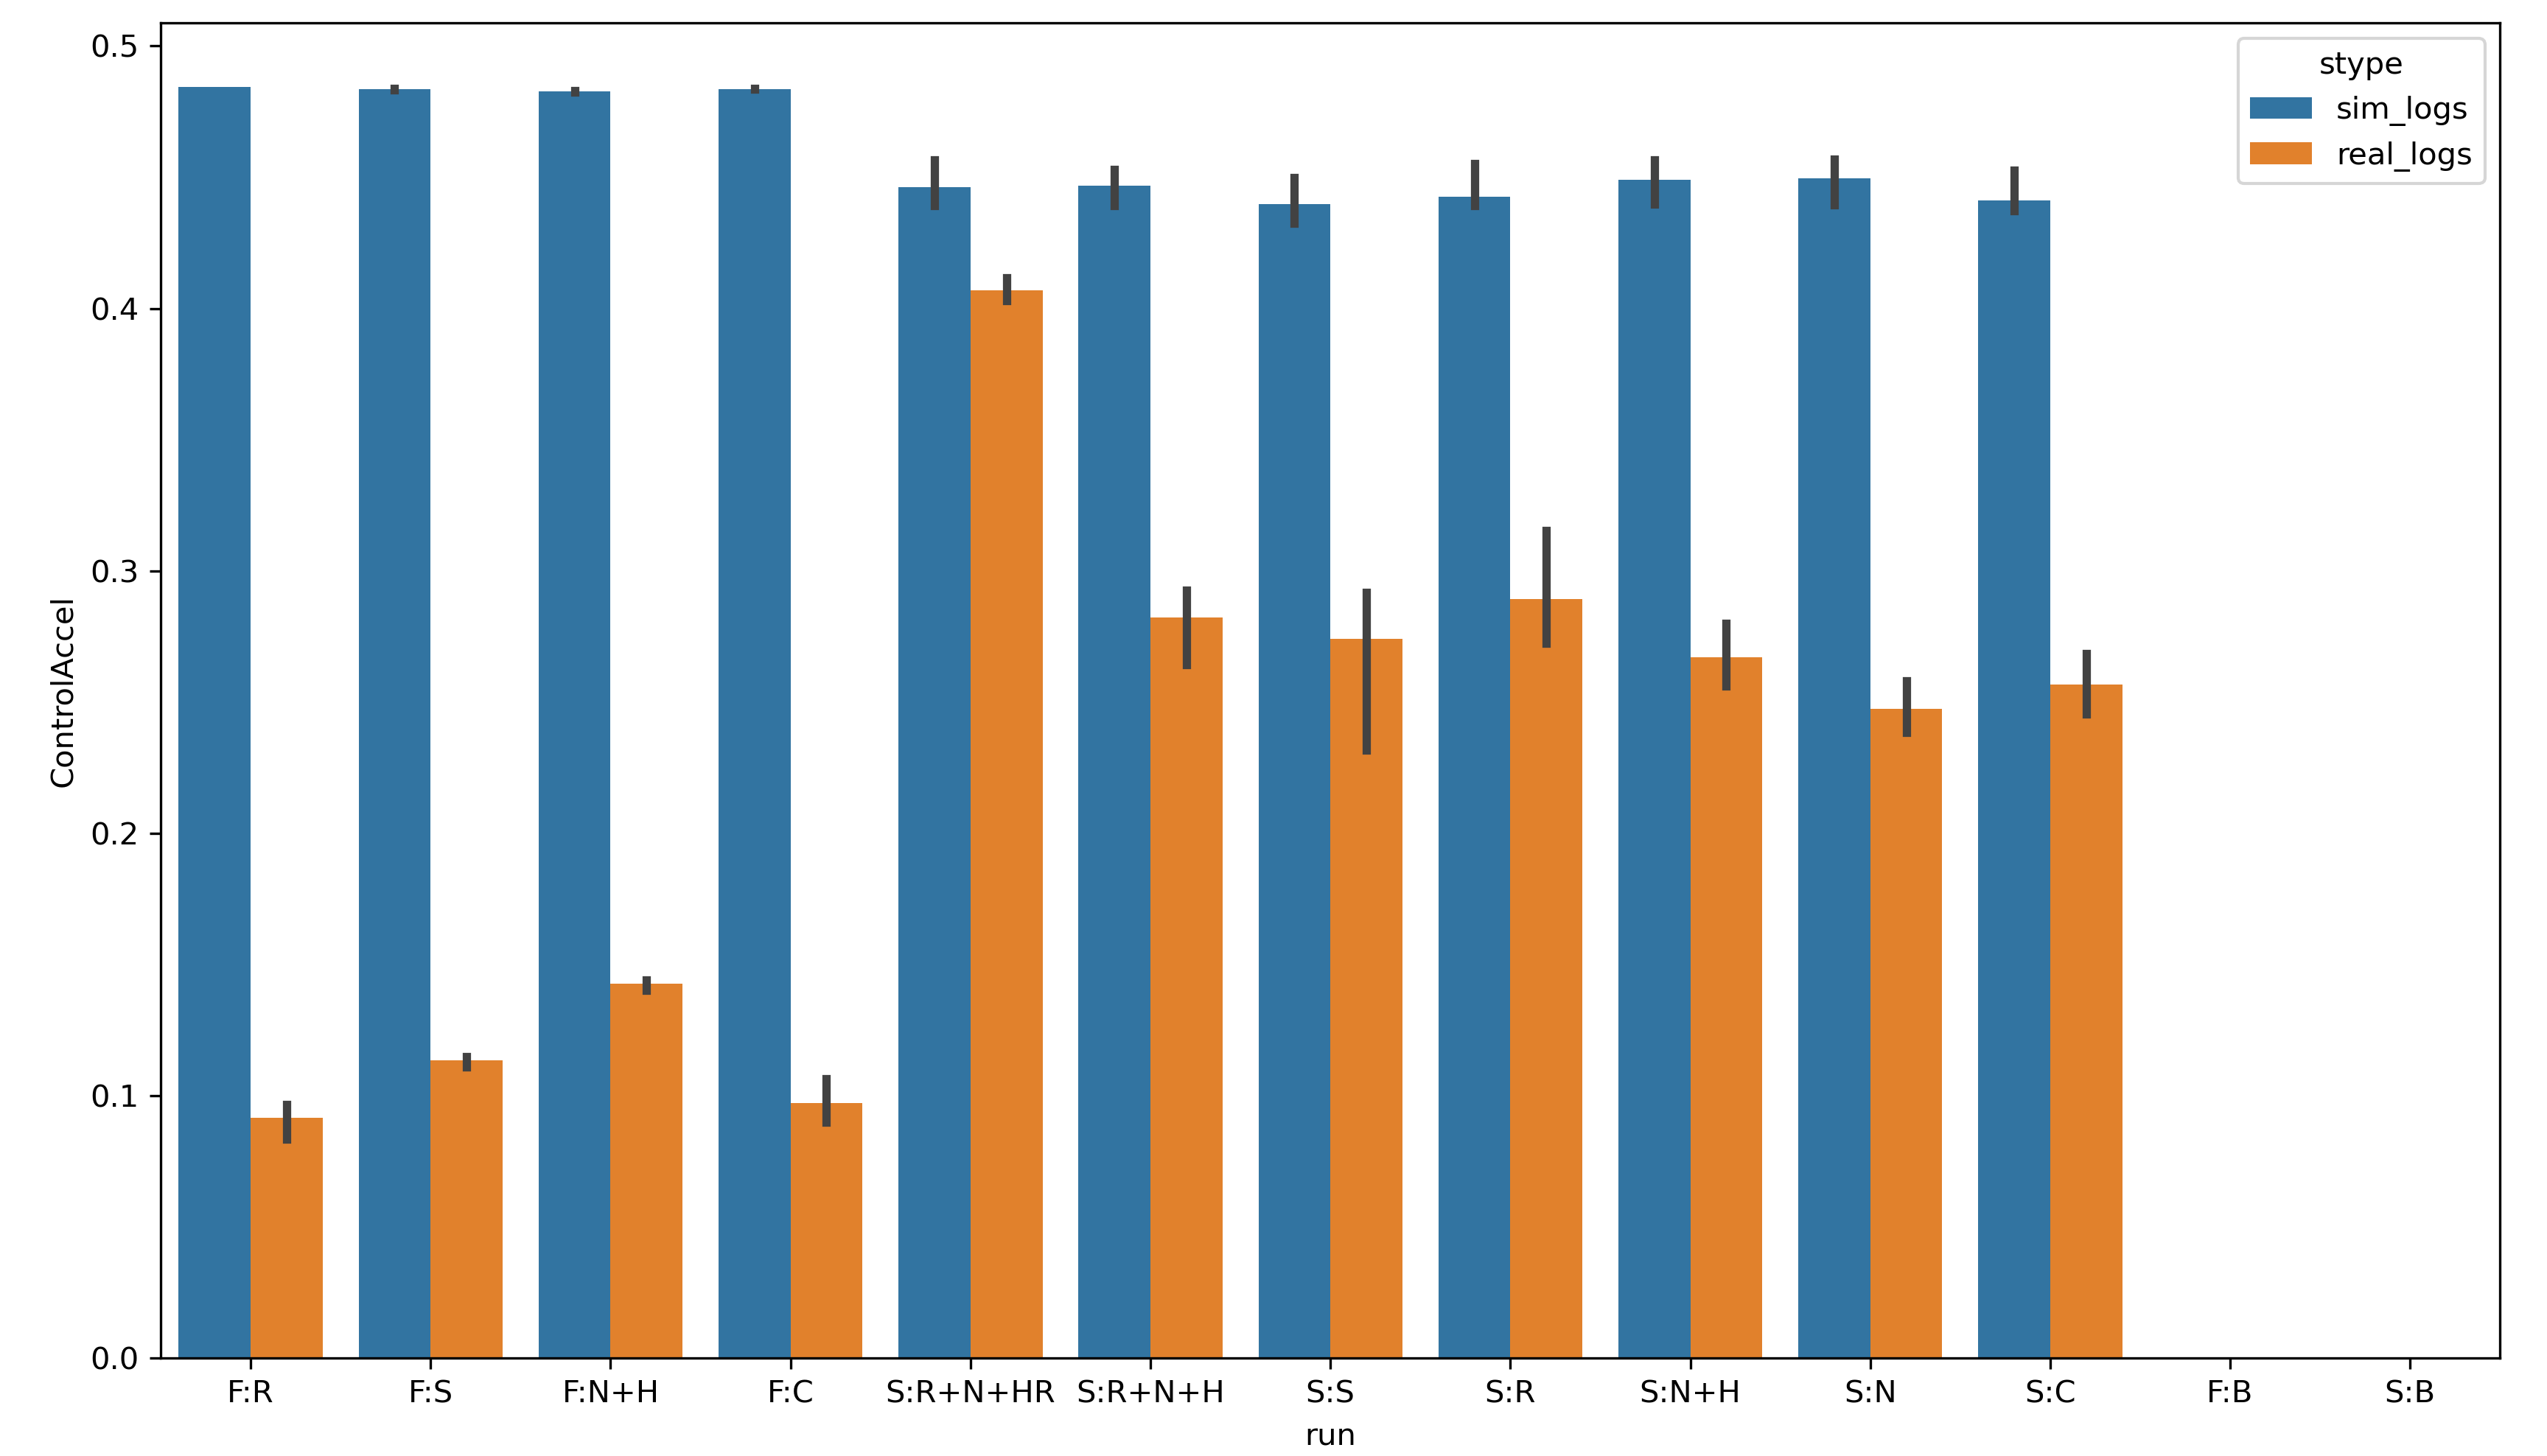 0.5
0.4
0.3
0.2
0.1
0.0
ControlAccel
stype
sim_logs
real_logs
F:R F:S F:N+H F:C S:R+N+HR S:R+N+H S:S S:R S:N+H S:N S:C F:B S:B
run